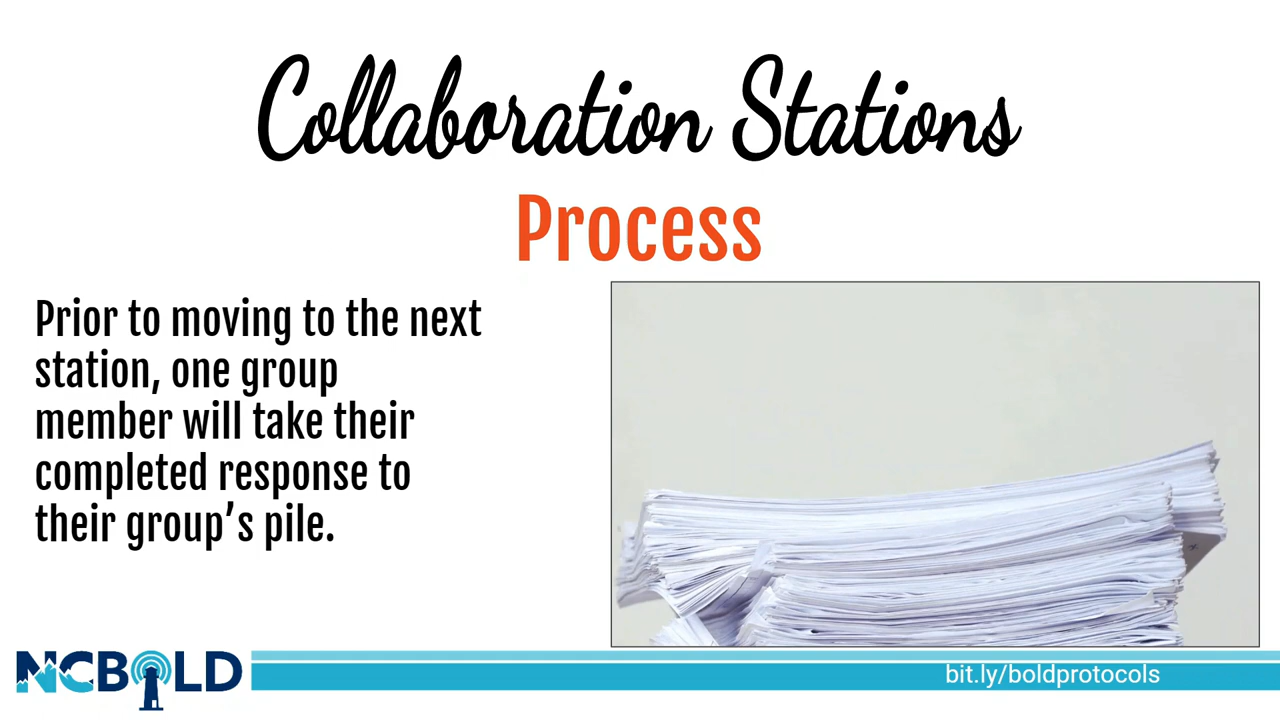 Collaboration Stations
Process
Prior to moving to the next
station, one group
member will take their
completed response to
their group’s pile.
NCBOLD
bit.ly/boldprotocols